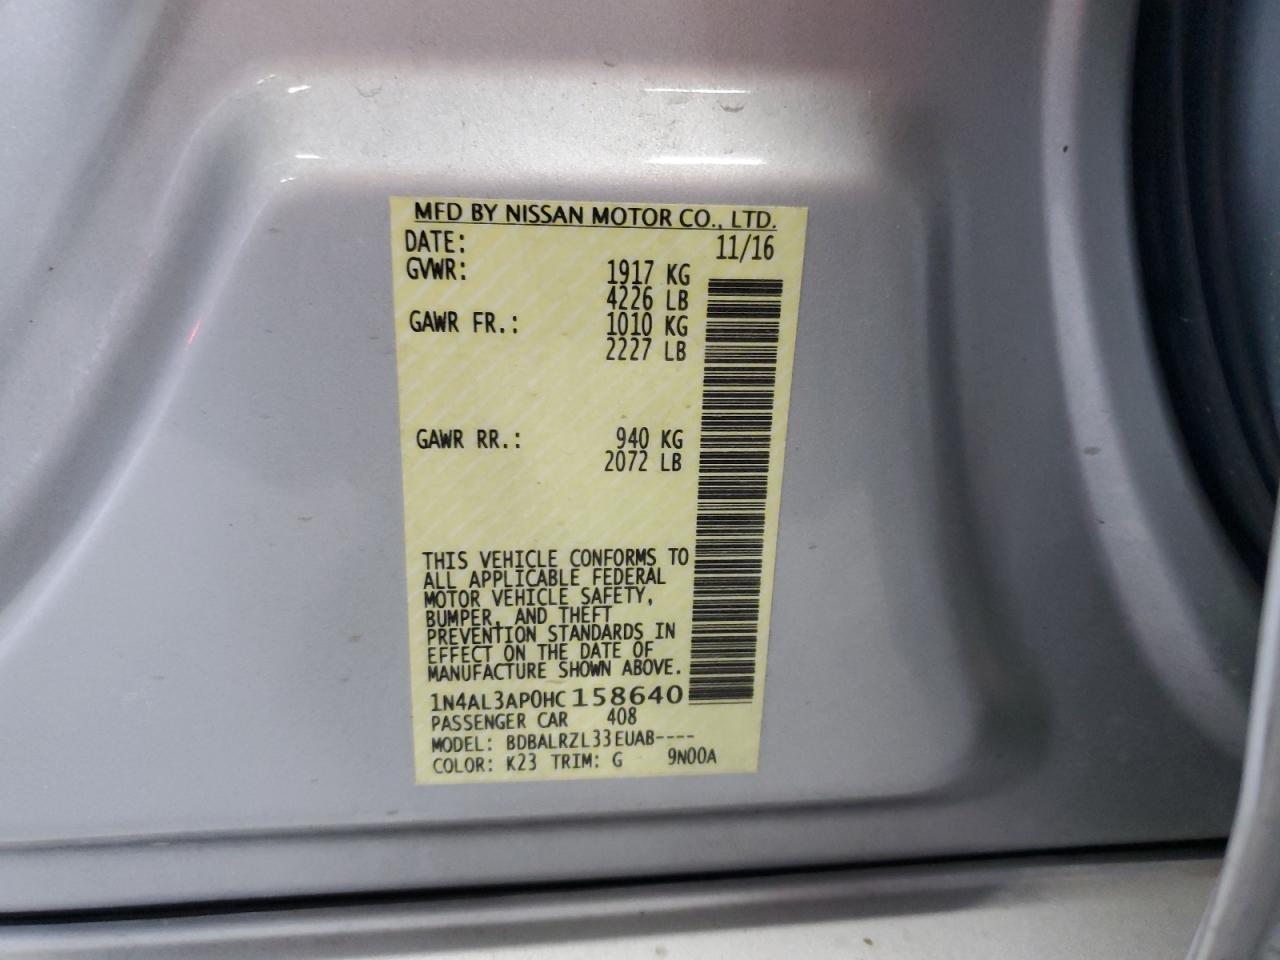 MFD BY NISSAN MOTOR CO., LTD.
DATE: 11/16
GVWR: 1917 KG
4226 LB
GAWR FR.: 1010 KG
2227 LB
GAWR RR.: 940 KG
2072 LB
THIS VEHICLE CONFORMS TO
ALL APPLICABLE FEDERAL
MOTOR VEHICLE SAFETY,
BUMPER, AND THEFT
PREVENTION STANDARDS IN
EFFECT ON THE DATE OF
MANUFACTURE SHOWN ABOVE.
1N4AL3AP0HC158640
PASSENGER CAR 408
MODEL: BDBALRZL33EUAB----
COLOR: K23 TRIM: G 9N00A